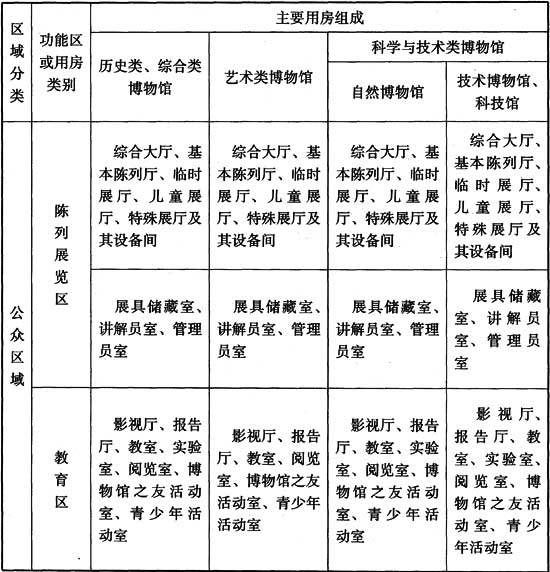 区
域
分
类
功能区
或用房
类别
主要用房组成
历史类、综合类
博物馆
艺术类博物馆
科学与技术类博物馆
自然博物馆
技术博物馆、
科技馆
公
众
区
域
陈
列
展
览
区
综合大厅、基
本陈列厅、临时
展厅、儿童展
厅、特殊展厅及
其设备间
综合大厅、基
本陈列厅、临时
展厅、儿童展
厅、特殊展厅及
其设备间
综合大厅、基
本陈列厅、临时
展厅、儿童展
厅、特殊展厅及
其设备间
综合大厅、
基本陈列厅、
临时展厅、
儿童展厅、
特殊展厅及
其设备间
展具储藏室、
讲解员室、管理
员室
展具储藏室、
讲解员室、管理
员室
展具储藏室、
讲解员室、管理
员室
展具储藏
室、讲解员
室、管理员
室
教
育
区
影视厅、报告
厅、教室、实验
室、阅览室、博
物馆之友活动
室、青少年活
动室
影视厅、报告
厅、教室、阅览
室、博物馆之友
活动室、青少年
活动室
影视厅、报告
厅、教室、实验
室、阅览室、博
物馆之友活动
室、青少年活
动室
影视厅、
报告厅、教
室、实验室、
阅览室、博
物馆之友活
动室、青少
年活动室